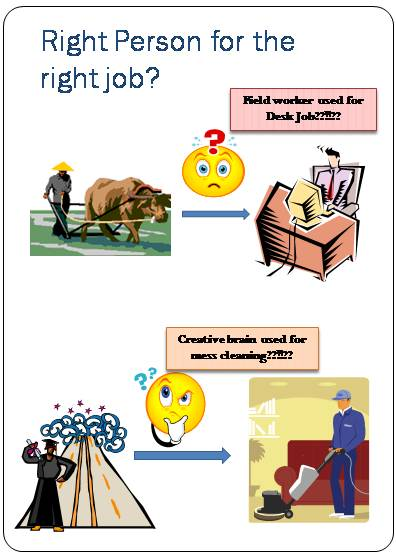 Right Person for the
right job?
Field worker used for
Desk Job??!!??
?
Creative brain used for
mess cleaning??!!??
??